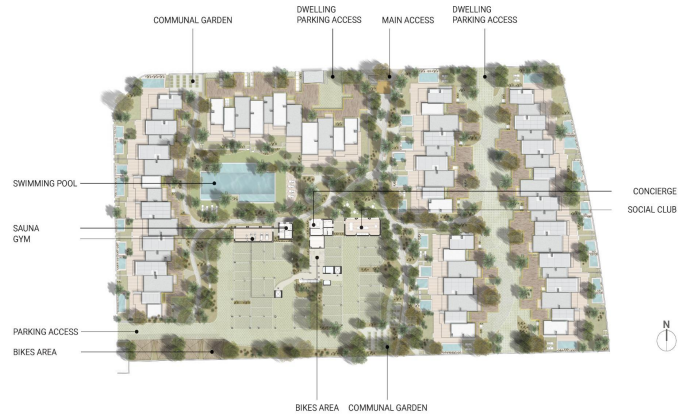 COMMUNAL GARDEN
DWELLING
PARKING ACCESS
MAIN ACCESS
DWELLING
PARKING ACCESS
SWIMMING POOL
CONCIERGE
SOCIAL CLUB
SAUNA
GYM
PARKING ACCESS
BIKES AREA
N
BIKES AREA
COMMUNAL GARDEN